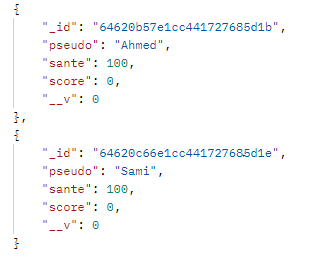 {
"_id": "64620b57e1cc441727685d1b",
"pseudo": "Ahmed",
"sante": 100,
"score": 0,
"__v": 0
},
{
"_id": "64620c66e1cc441727685d1e",
"pseudo": "Sami",
"sante": 100,
"score": 0,
"__v": 0
}